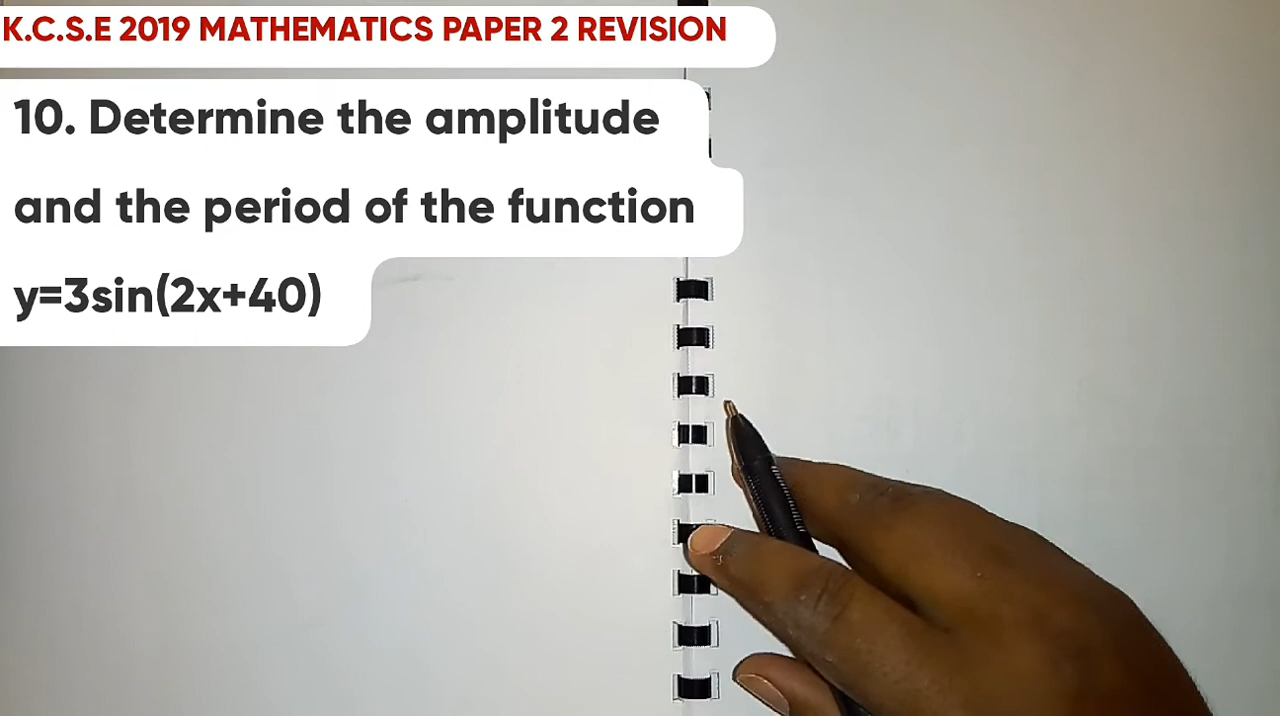 K.C.S.E 2019 MATHEMATICS PAPER 2 REVISION
10. Determine the amplitude
and the period of the function
y=3sin(2x+40)